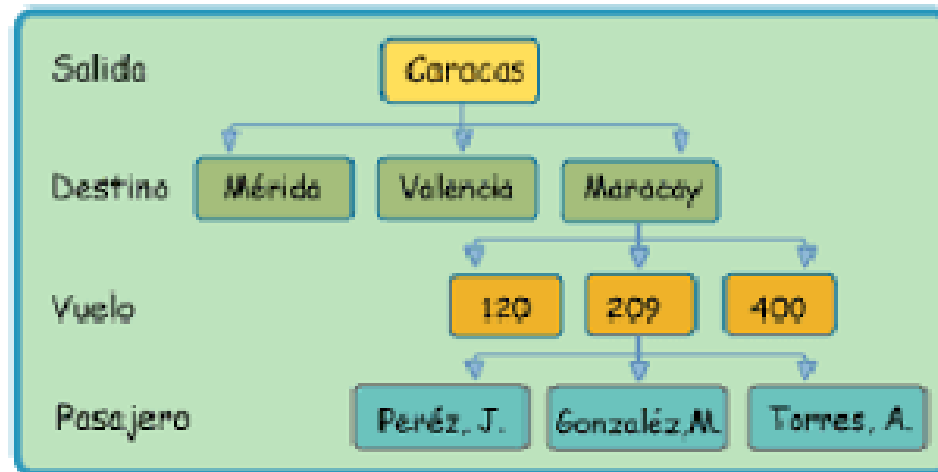 Salida Caracas
Destino Mérida Valencia Maracay
Vuelo 120 209 400
Pasajero Peréz, J. Gonzaléz,M. Torres, A.